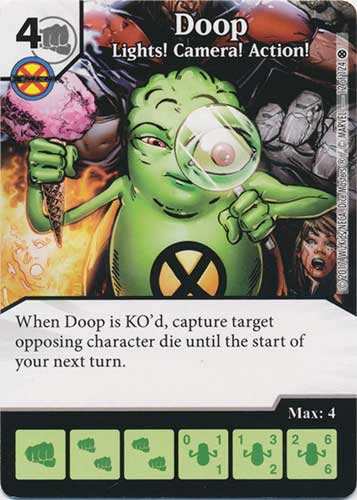 4
Doop
Lights! Camera! Action!
X-MEN
When Doop is KO'd, capture target
opposing character die until the start of
your next turn.
Max: 4
0 1 1
1 3 2
2 6 6